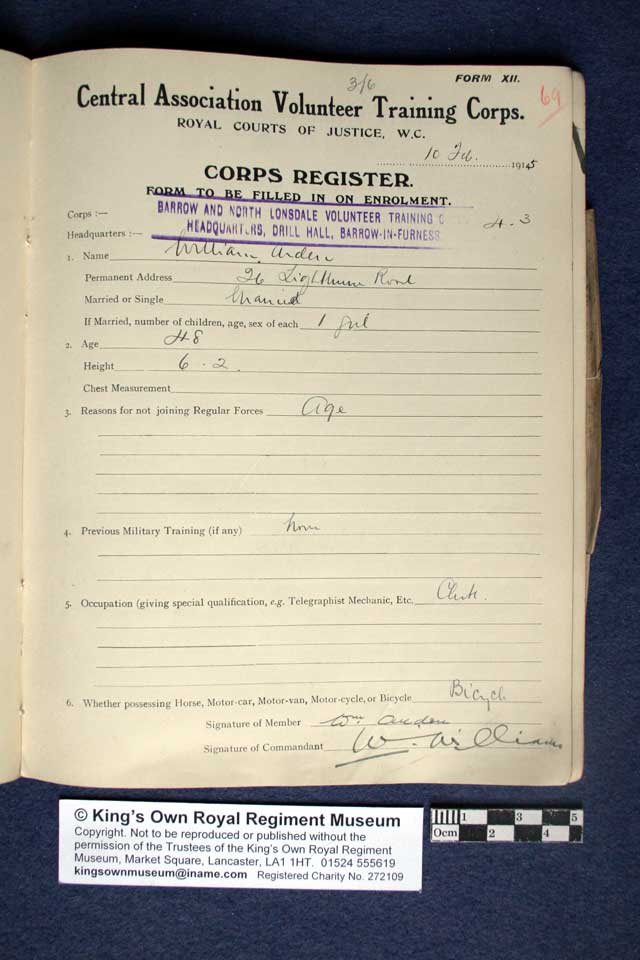 3/6
FORM XII.
69
Central Association Volunteer Training Corps.
ROYAL COURTS OF JUSTICE, W.C.
10 Feb. 1915
CORPS REGISTER.
FORM TO BE FILLED IN ON ENROLMENT.
Corps :— BARROW AND NORTH LONSDALE VOLUNTEER TRAINING C
4-3
Headquarters :— HEADQUARTERS, DRILL HALL, BARROW-IN-FURNESS
1. Name William Arden
Permanent Address 26 Road
Married or Single Married
If Married, number of children, age, sex of each 1 girl
2. Age 48
Height 6 - 2.
Chest Measurement
3. Reasons for not joining Regular Forces Age
4. Previous Military Training (if any) None
5. Occupation (giving special qualification, e.g. Telegraphist Mechanic, Etc. Clerk.
6. Whether possessing Horse, Motor-car, Motor-van, Motor-cycle, or Bicycle Bicycle
Signature of Member Wm Arden
Signature of Commandant W. Williams
© King's Own Royal Regiment Museum
Copyright. Not to be reproduced or published without the
permission of the Trustees of the King's Own Royal Regiment
Museum, Market Square, Lancaster, LA1 1HT. 01524 555619
kingsownmuseum@iname.com Registered Charity No. 272109
1 3 5
0cm 2 4